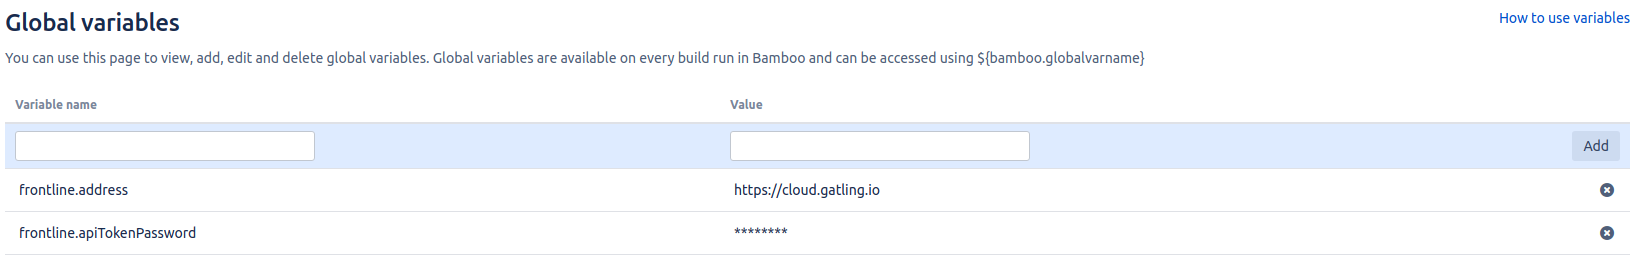 Global variables
How to use variables
You can use this page to view, add, edit and delete global variables. Global variables are available on every build run in Bamboo and can be accessed using ${bamboo.globalvarname}
Variable name Value
Add
frontline.address https://cloud.gatling.io
frontline.apiTokenPassword ********